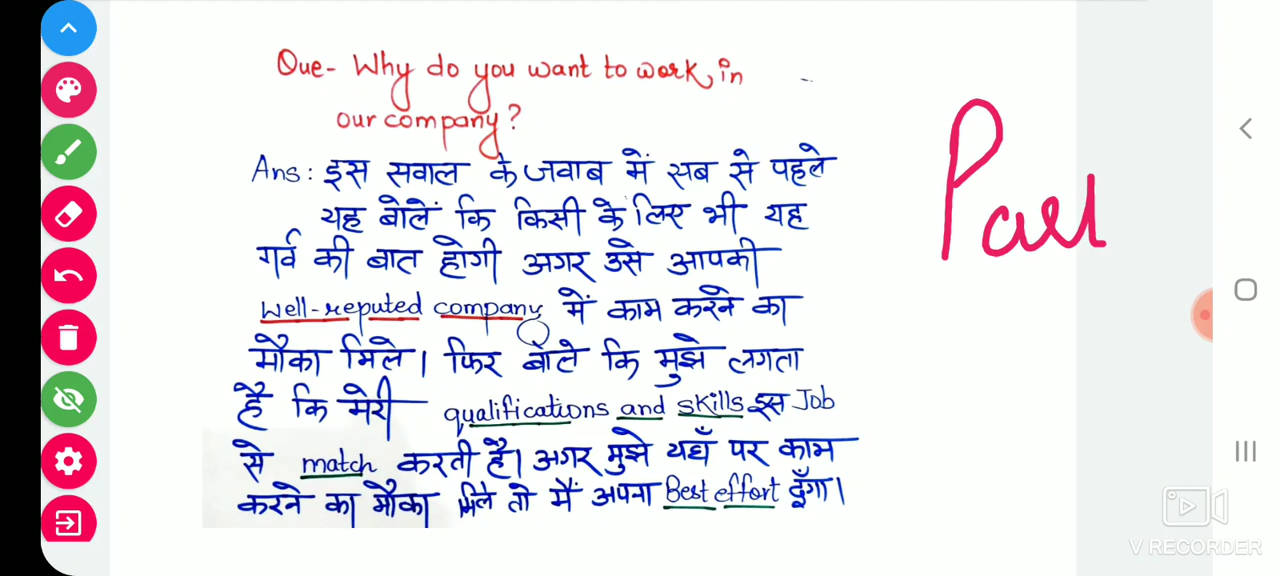 Que- Why do you want to work in
our company?
Ans: इस सवाल के जवाब में सब से पहले
यह बोलें कि किसी के लिए भी यह
गर्व की बात होगी अगर उसे आपकी
well-reputed company में काम करने का
मौका मिले। फिर बोले कि मुझे लगता
है कि मेरी qualifications and skills इस Job
से match करती है। अगर मुझे यहाँ पर काम
करने का मौका मिले तो मैं अपना Best effort दूँगा।
V RECORDER